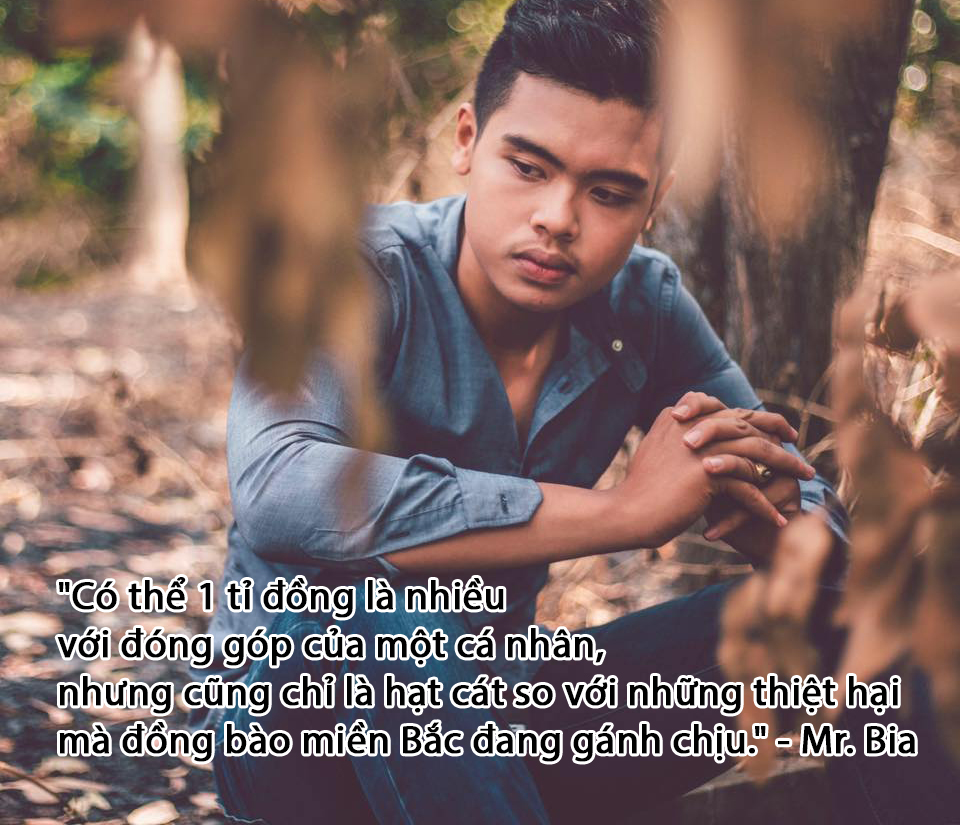 "Có thể 1 tỉ đồng là nhiều
với đóng góp của một cá nhân,
nhưng cũng chỉ là hạt cát so với những thiệt hại
mà đồng bào miền Bắc đang gánh chịu." - Mr. Bia